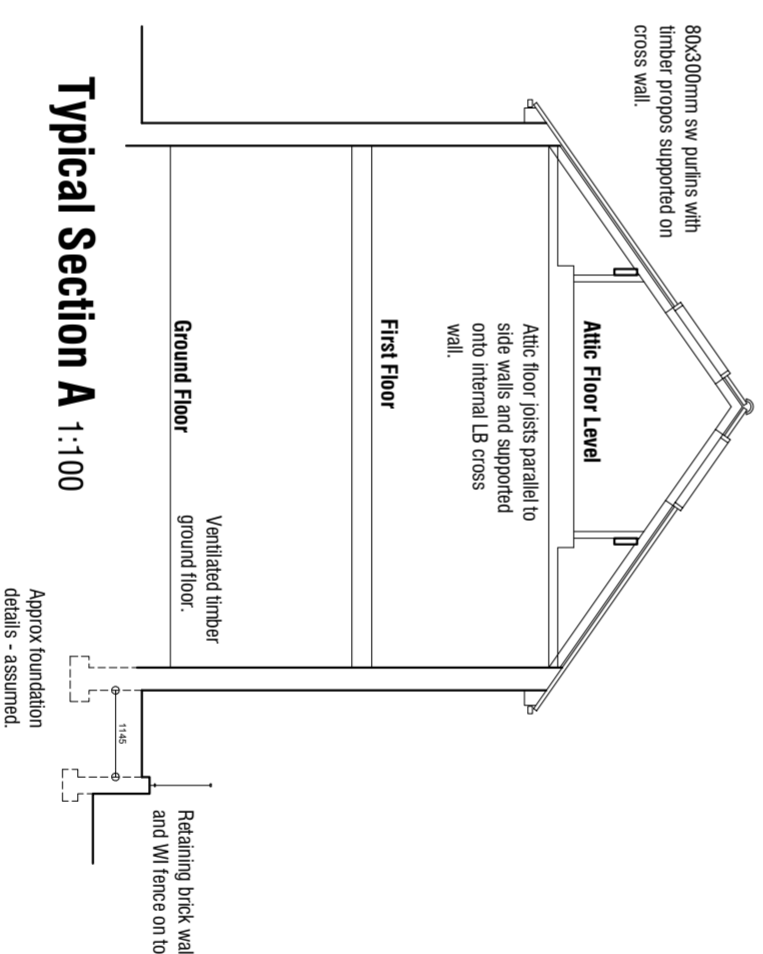 80x300mm sw purlins with
timber propos supported on
cross wall.
Attic Floor Level
Attic floor joists parallel to
side walls and supported
onto internal LB cross
wall.
First Floor
Ground Floor
Ventilated timber
ground floor.
Retaining brick wal
and WI fence on to
1145
Approx foundation
details - assumed.
Typical Section A 1:100